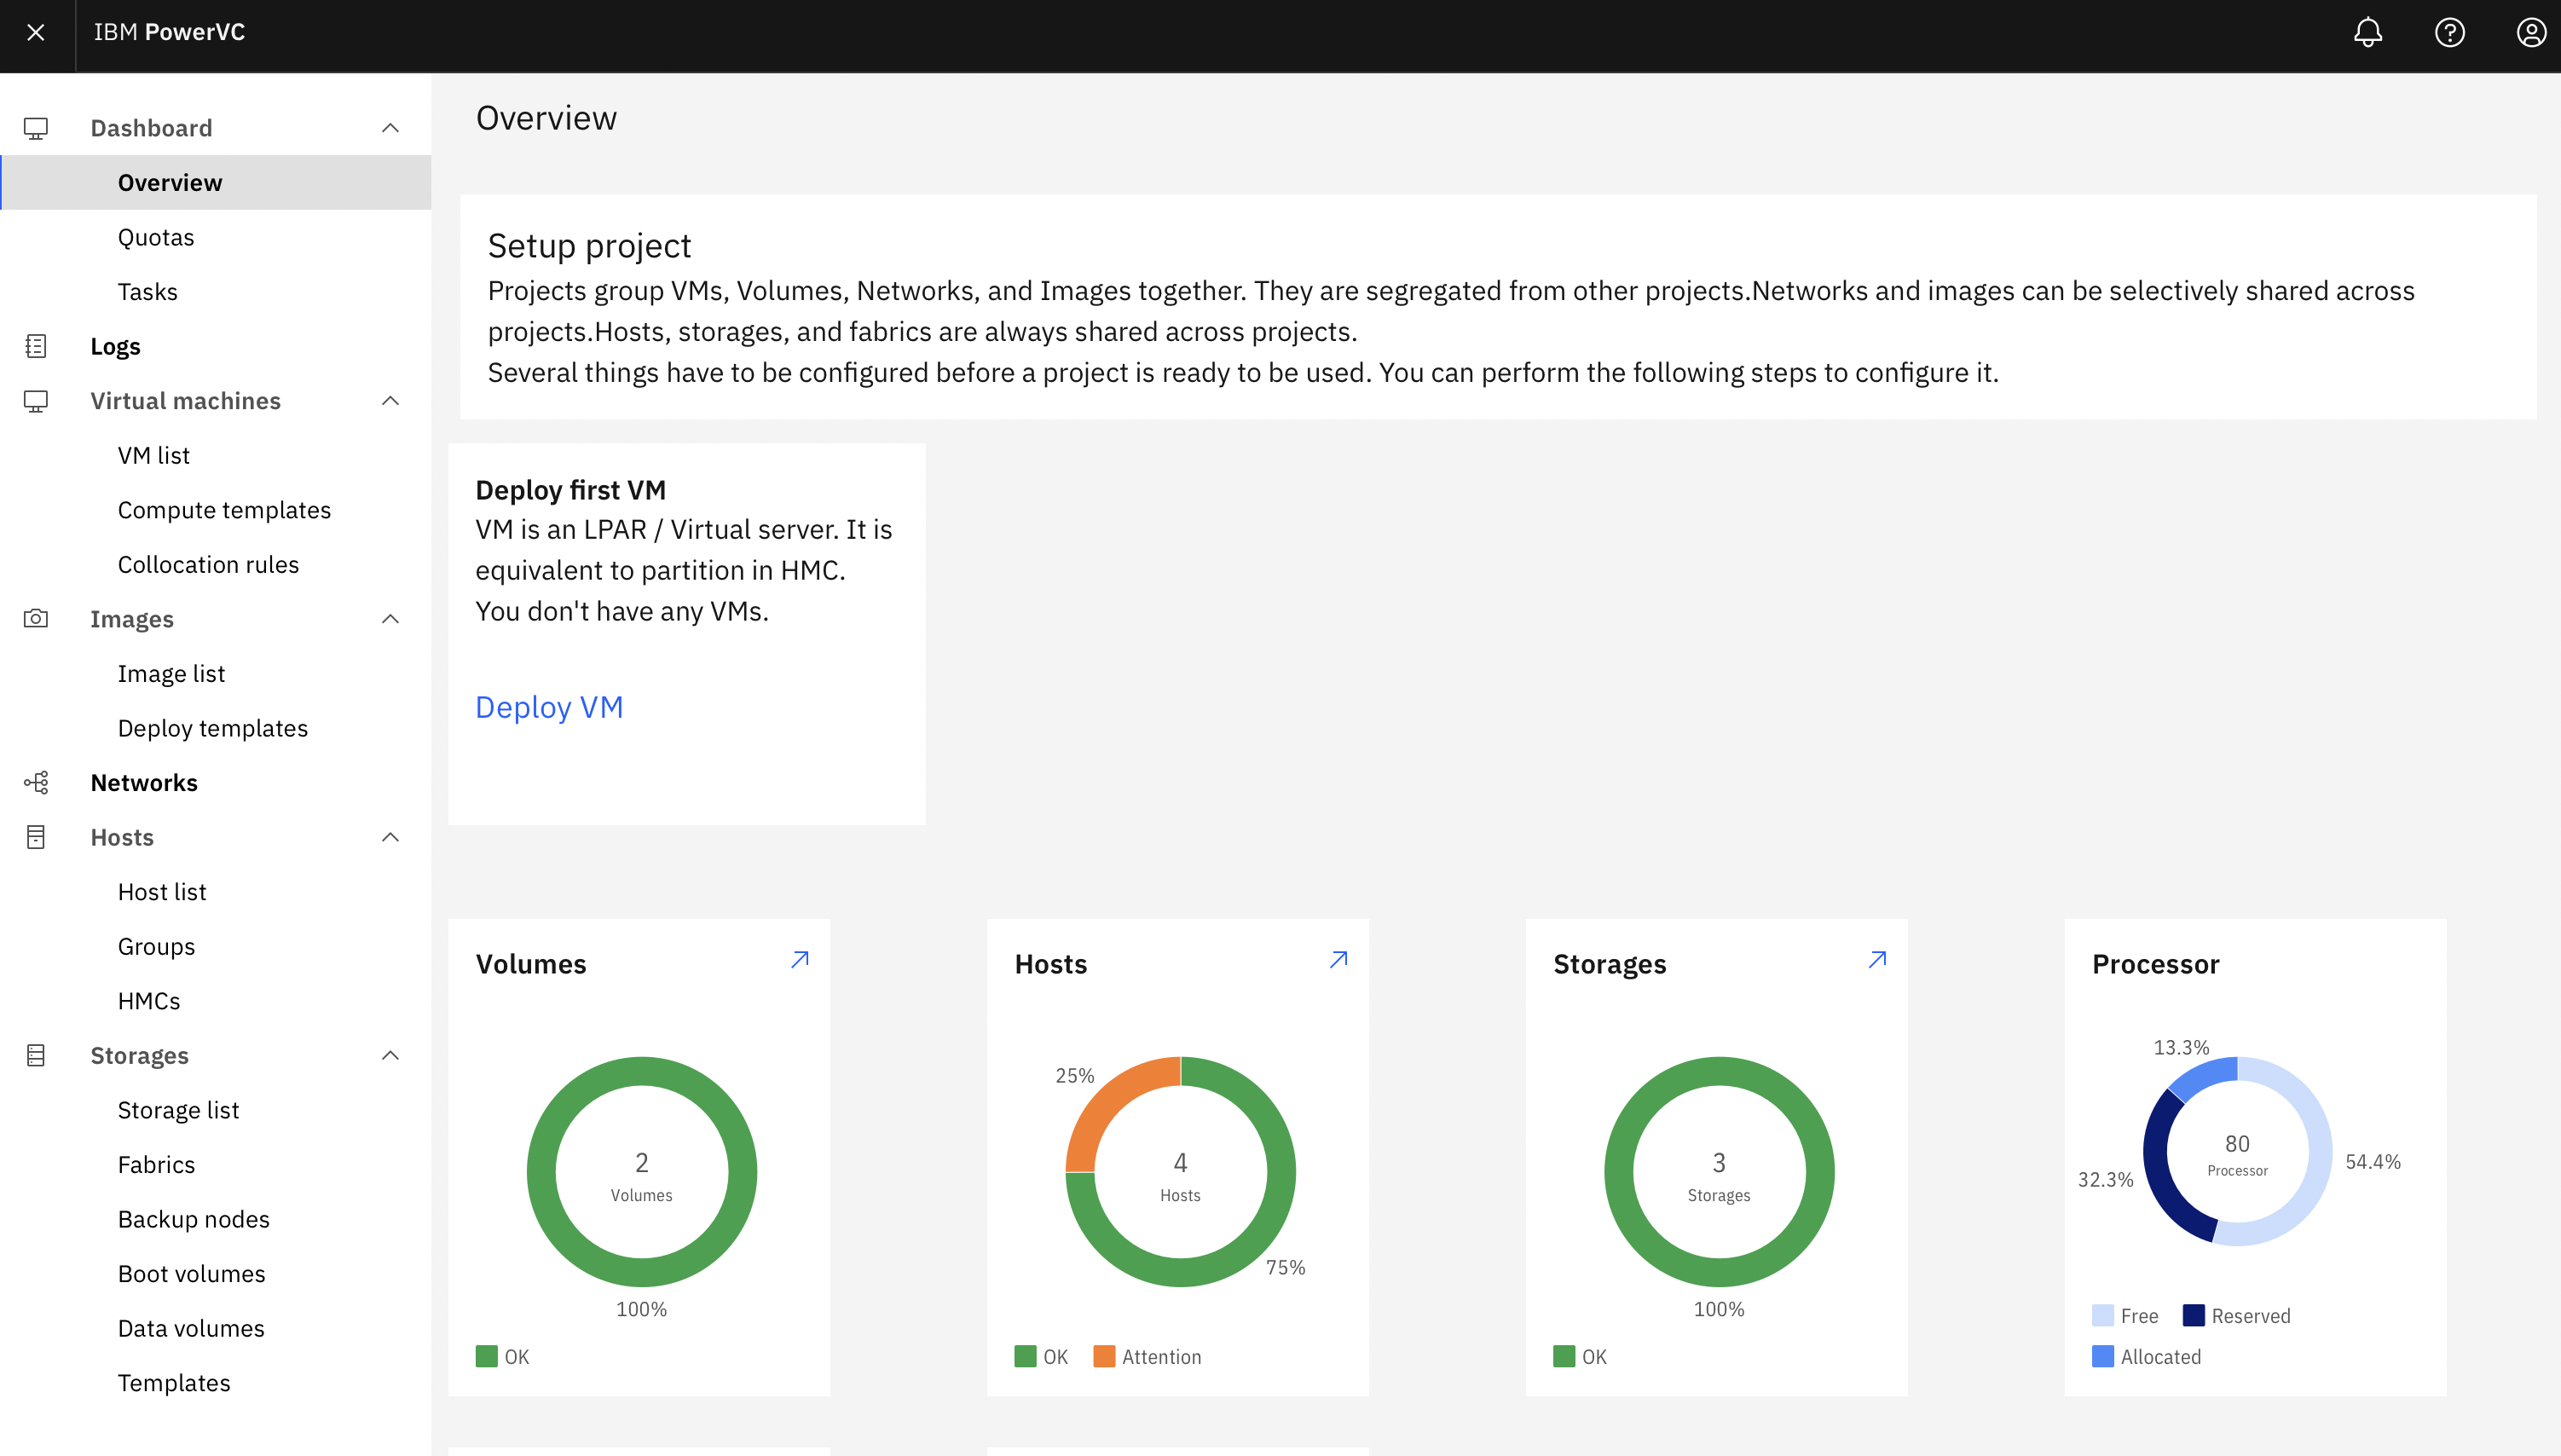 IBM PowerVC
Dashboard
Overview
Quotas
Tasks
Logs
Virtual machines
VM list
Compute templates
Collocation rules
Images
Image list
Deploy templates
Networks
Hosts
Host list
Groups
HMCs
Storages
Storage list
Fabrics
Backup nodes
Boot volumes
Data volumes
Templates
Overview
Setup project
Projects group VMs, Volumes, Networks, and Images together. They are segregated from other projects.Networks and images can be selectively shared across
projects.Hosts, storages, and fabrics are always shared across projects.
Several things have to be configured before a project is ready to be used. You can perform the following steps to configure it.
Deploy first VM
VM is an LPAR / Virtual server. It is
equivalent to partition in HMC.
You don't have any VMs.
Deploy VM
Volumes
2
Volumes
100%
OK
Hosts
25%
4
Hosts
75%
OK Attention
Storages
3
Storages
100%
OK
Processor
13.3%
80
Processor
54.4%
32.3%
Free Reserved
Allocated